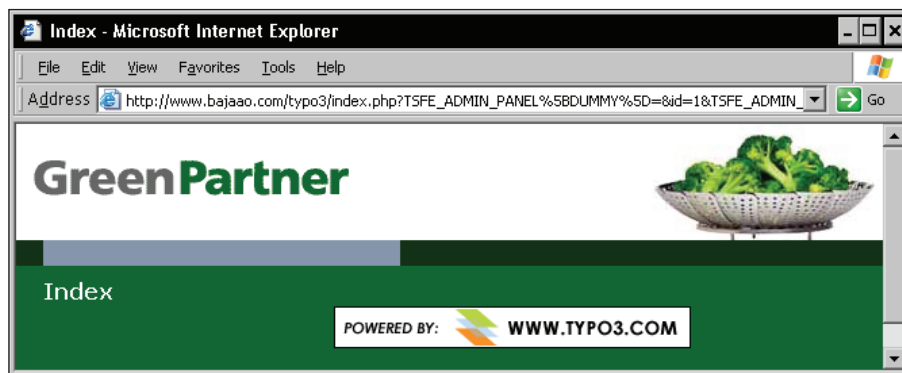 Index - Microsoft Internet Explorer
File Edit View Favorites Tools Help
Address http://www.bajaao.com/typo3/index.php?TSFE_ADMIN_PANEL%5BDUMMY%5D=&id=1&TSFE_ADMIN_ Go
GreenPartner
Index
POWERED BY: WWW.TYPO3.COM